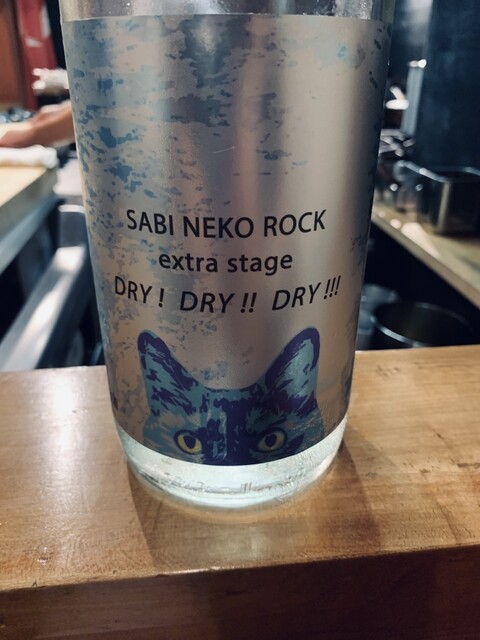 SABI NEKO ROCK
extra stage
DRY! DRY!! DRY!!!